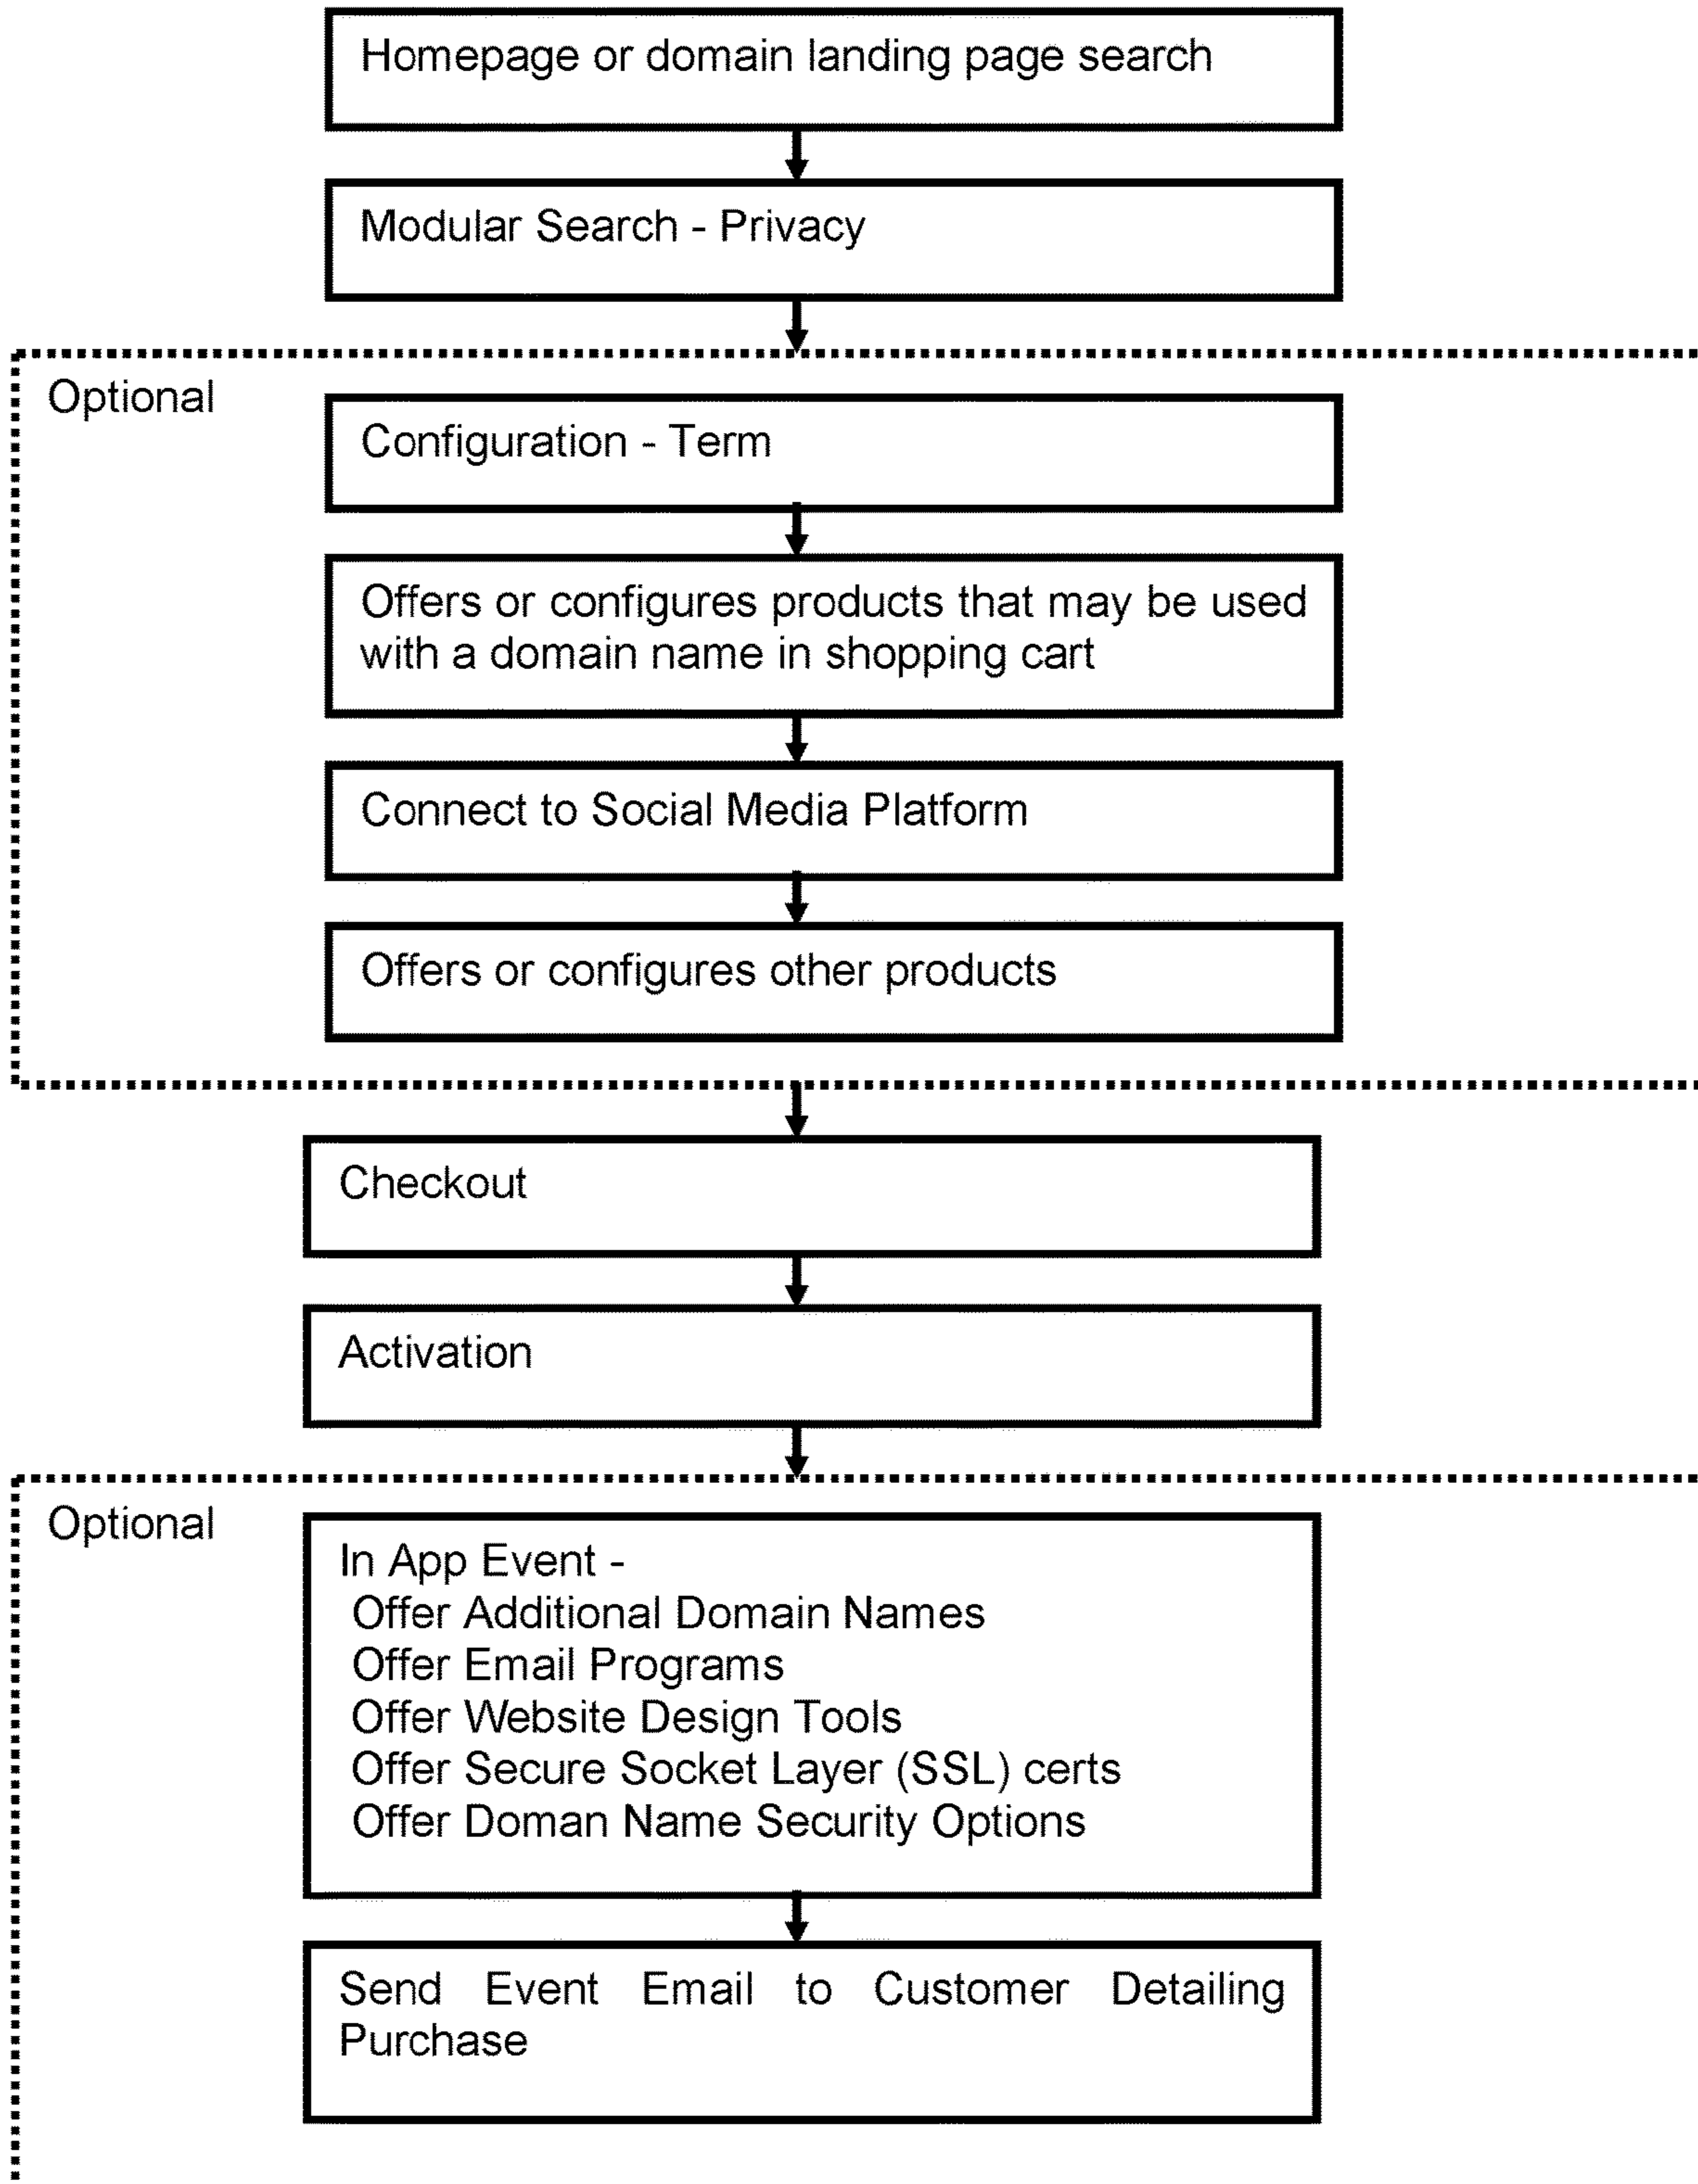 Homepage or domain landing page search
Modular Search - Privacy
Optional
Configuration - Term
Offers or configures products that may be used
with a domain name in shopping cart
Connect to Social Media Platform
Offers or configures other products
Checkout
Activation
Optional
In App Event -
Offer Additional Domain Names
Offer Email Programs
Offer Website Design Tools
Offer Secure Socket Layer (SSL) certs
Offer Doman Name Security Options
Send Event Email to Customer Detailing
Purchase